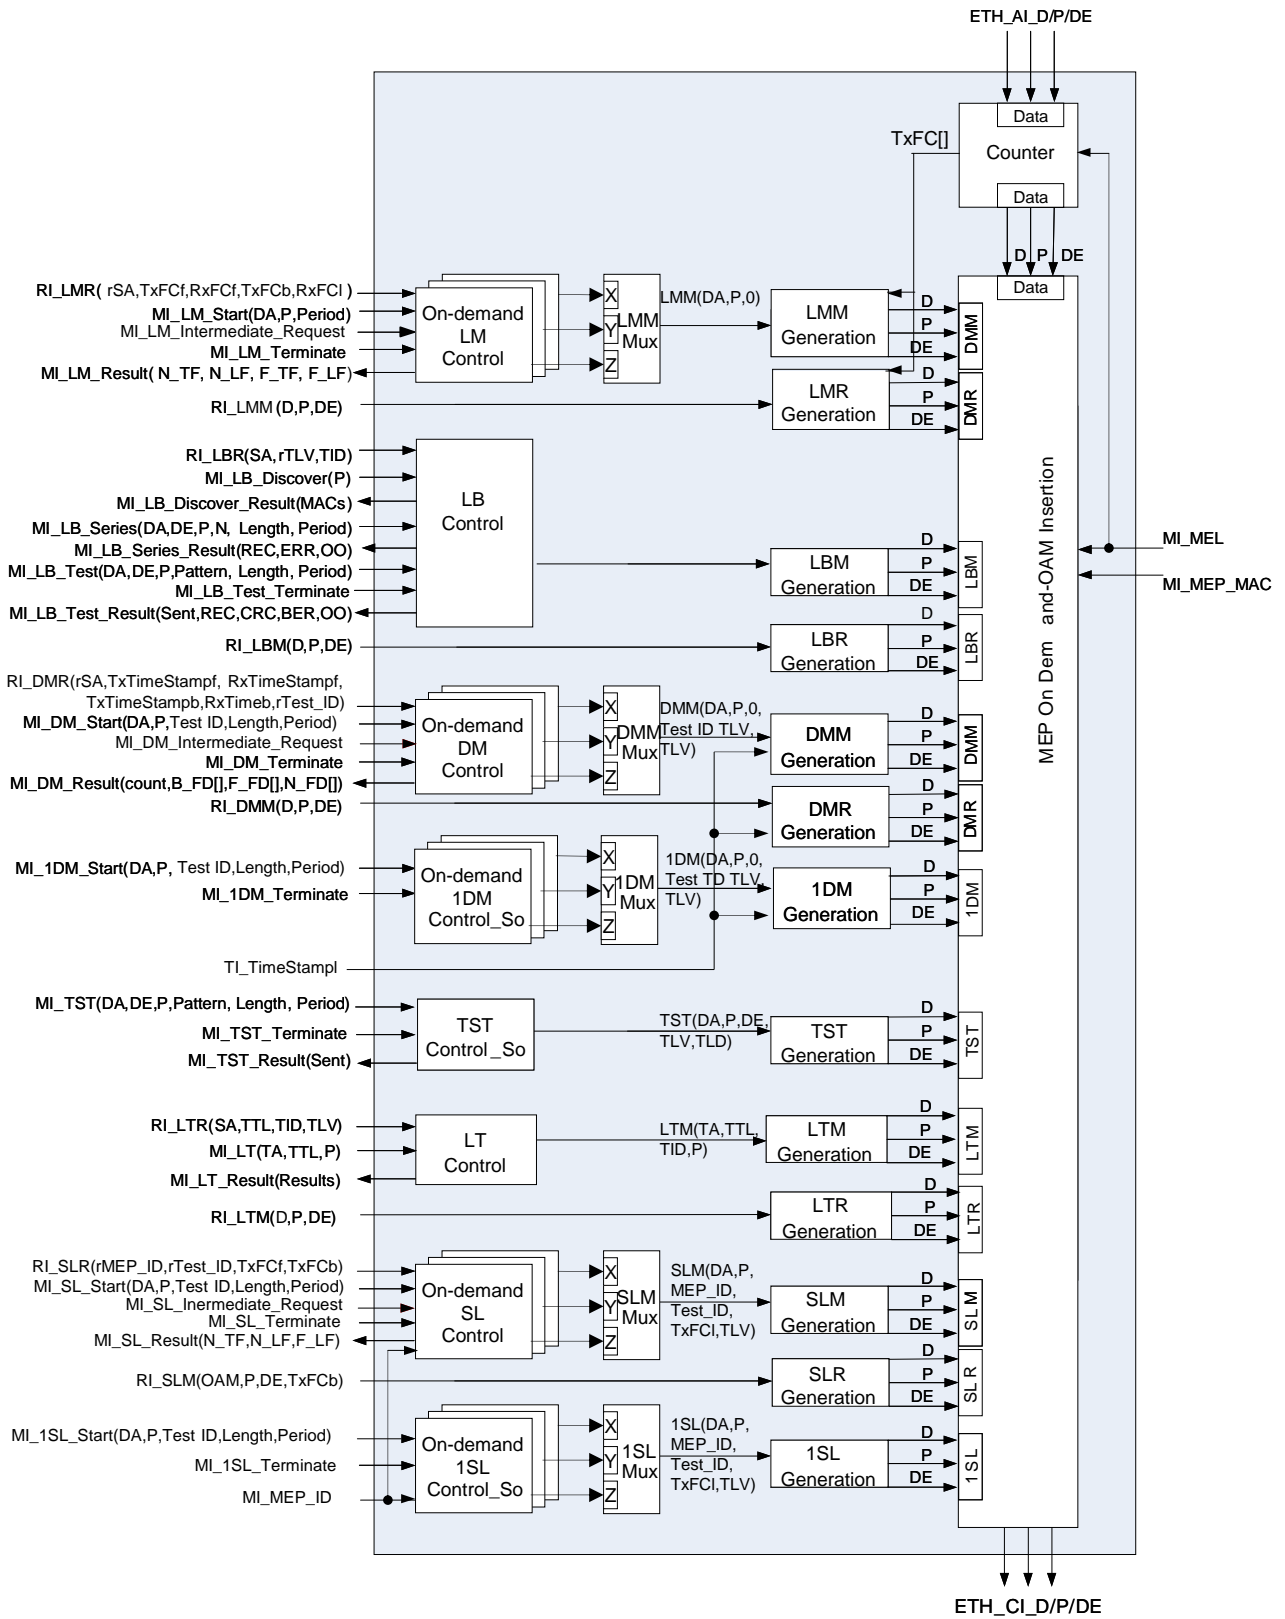 ETH_AI_D/P/DE
Data
Counter
Data
TxFC[]
D P DE
Data
RI_LMR( rSA,TxFCf,RxFCf,TxFCb,RxFCl )
MI_LM_Start(DA,P,Period)
MI_LM_Intermediate_Request
MI_LM_Terminate
MI_LM_Result( N_TF, N_LF, F_TF, F_LF)
On-demand
LM
Control
X
Y
Z
LMM
Mux
LMM(DA,P,0)
LMM
Generation
D
P
DE
DMM
RI_LMM (D,P,DE)
LMR
Generation
D
P
DE
DMR
RI_LBR(SA,rTLV,TID)
MI_LB_Discover(P)
MI_LB_Discover_Result(MACs)
MI_LB_Series(DA,DE,P,N, Length, Period)
MI_LB_Series_Result(REC,ERR,OO)
MI_LB_Test(DA,DE,P,Pattern, Length, Period)
MI_LB_Test_Terminate
MI_LB_Test_Result(Sent,REC,CRC,BER,OO)
LB
Control
LBM
Generation
D
P
DE
LBM
RI_LBM(D,P,DE)
LBR
Generation
D
P
DE
LBR
MEP On Dem and-OAM Insertion
MI_MEL
MI_MEP_MAC
RI_DMR(rSA,TxTimeStampf, RxTimeStampf,
TxTimeStampb,RxTimeb,rTest_ID)
MI_DM_Start(DA,P,Test ID,Length,Period)
MI_DM_Intermediate_Request
MI_DM_Terminate
MI_DM_Result(count,B_FD[],F_FD[],N_FD[])
On-demand
DM
Control
X
Y
Z
DMM
Mux
DMM(DA,P,0,
Test ID TLV,
TLV)
DMM
Generation
D
P
DE
DMM
RI_DMM(D,P,DE)
DMR
Generation
D
P
DE
DMR
MI_1DM_Start(DA,P, Test ID,Length,Period)
MI_1DM_Terminate
On-demand
1DM
Control_So
X
Y
Z
1DM
Mux
1DM(DA,P,0,
Test TD TLV,
TLV)
1DM
Generation
D
P
DE
1DM
TI_TimeStampl
MI_TST(DA,DE,P,Pattern, Length, Period)
MI_TST_Terminate
MI_TST_Result(Sent)
TST
Control_So
TST(DA,P,DE,
TLV,TLD)
TST
Generation
D
P
DE
TST
RI_LTR(SA,TTL,TID,TLV)
MI_LT(TA,TTL,P)
MI_LT_Result(Results)
LT
Control
LTM(TA,TTL,
TID,P)
LTM
Generation
D
P
DE
LTM
RI_LTM(D,P,DE)
LTR
Generation
D
P
DE
LTR
RI_SLR(rMEP_ID,rTest_ID,TxFCf,TxFCb)
MI_SL_Start(DA,P,Test ID,Length,Period)
MI_SL_Inermediate_Request
MI_SL_Terminate
MI_SL_Result(N_TF,N_LF,F_LF)
On-demand
SL
Control
X
Y
Z
SLM
Mux
SLM(DA,P,
MEP_ID,
Test_ID,
TxFCl,TLV)
SLM
Generation
D
P
DE
SLM
RI_SLM(OAM,P,DE,TxFCb)
SLR
Generation
D
P
DE
SLR
MI_1SL_Start(DA,P,Test ID,Length,Period)
MI_1SL_Terminate
MI_MEP_ID
On-demand
1SL
Control_So
X
Y
Z
1SL
Mux
1SL(DA,P,
MEP_ID,
Test_ID,
TxFCl,TLV)
1SL
Generation
D
P
DE
1SL
ETH_CI_D/P/DE